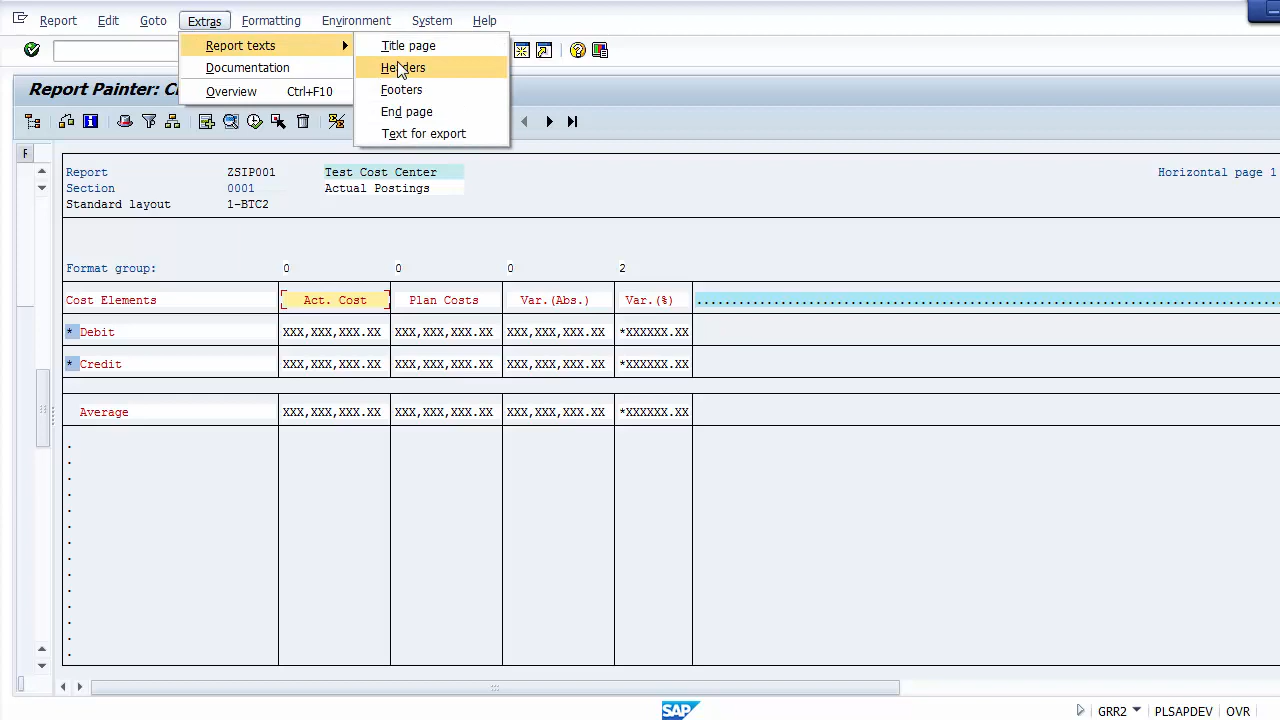 Report Edit Goto Extras Formatting Environment System Help
Report texts
Title page
Documentation
Headers
Overview Ctrl+F10
Footers
End page
Text for export
Report Painter: C
F
Report ZSIP001 Test Cost Center Horizontal page 1
Section 0001 Actual Postings
Standard layout 1-BTC2
Format group: 0 0 0 2
Cost Elements Act. Cost Plan Costs Var.(Abs.) Var.(%)
* Debit XXX,XXX,XXX.XX XXX,XXX,XXX.XX XXX,XXX,XXX.XX *XXXXXX.XX
* Credit XXX,XXX,XXX.XX XXX,XXX,XXX.XX XXX,XXX,XXX.XX *XXXXXX.XX
Average XXX,XXX,XXX.XX XXX,XXX,XXX.XX XXX,XXX,XXX.XX *XXXXXX.XX
SAP GRR2 PLSAPDEV OVR